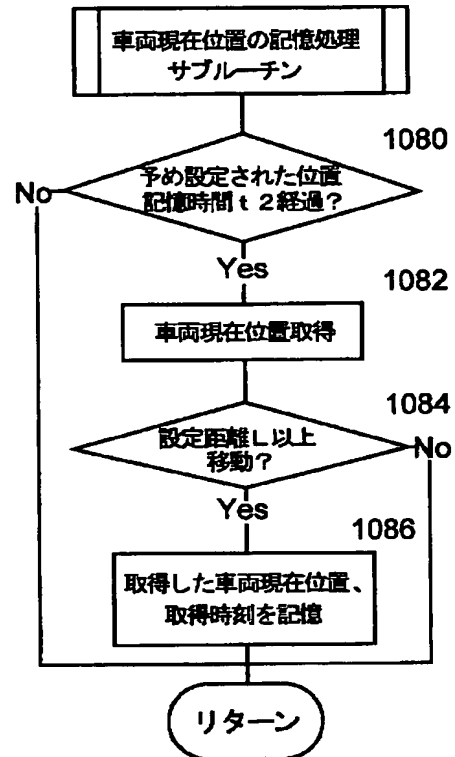 車両現在位置の記憶処理
サブルーチン
1080
予め設定された位置
記憶時間t2経過？
No
Yes
1082
車両現在位置取得
1084
設定距離L以上
移動？
No
Yes
1086
取得した車両現在位置、
取得時刻を記憶
リターン